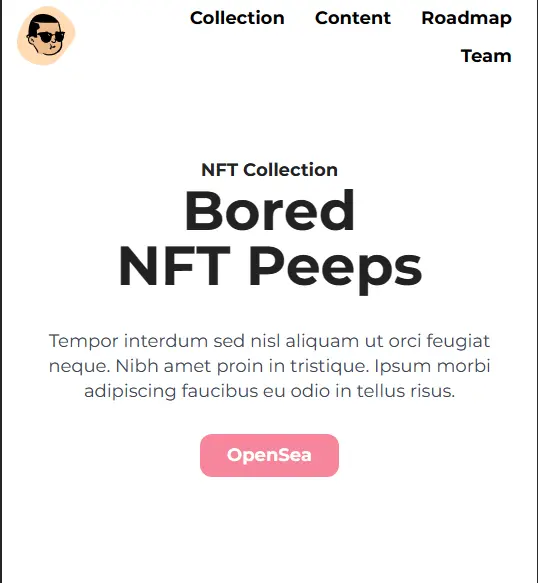 Collection Content Roadmap
Team
NFT Collection
Bored
NFT Peeps
Tempor interdum sed nisl aliquam ut orci feugiat
neque. Nibh amet proin in tristique. Ipsum morbi
adipiscing faucibus eu odio in tellus risus.
OpenSea